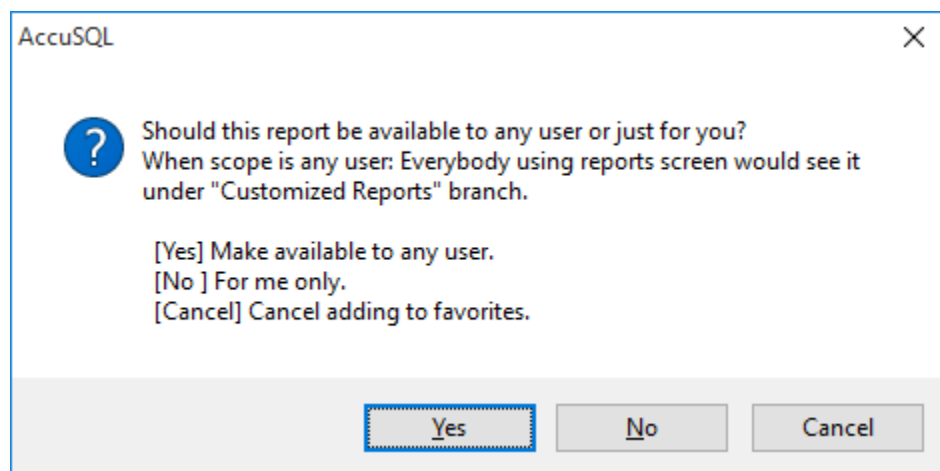 AccuSQL
Should this report be available to any user or just for you?
When scope is any user: Everybody using reports screen would see it
under "Customized Reports" branch.
[Yes] Make available to any user.
[No ] For me only.
[Cancel] Cancel adding to favorites.
Yes
No
Cancel